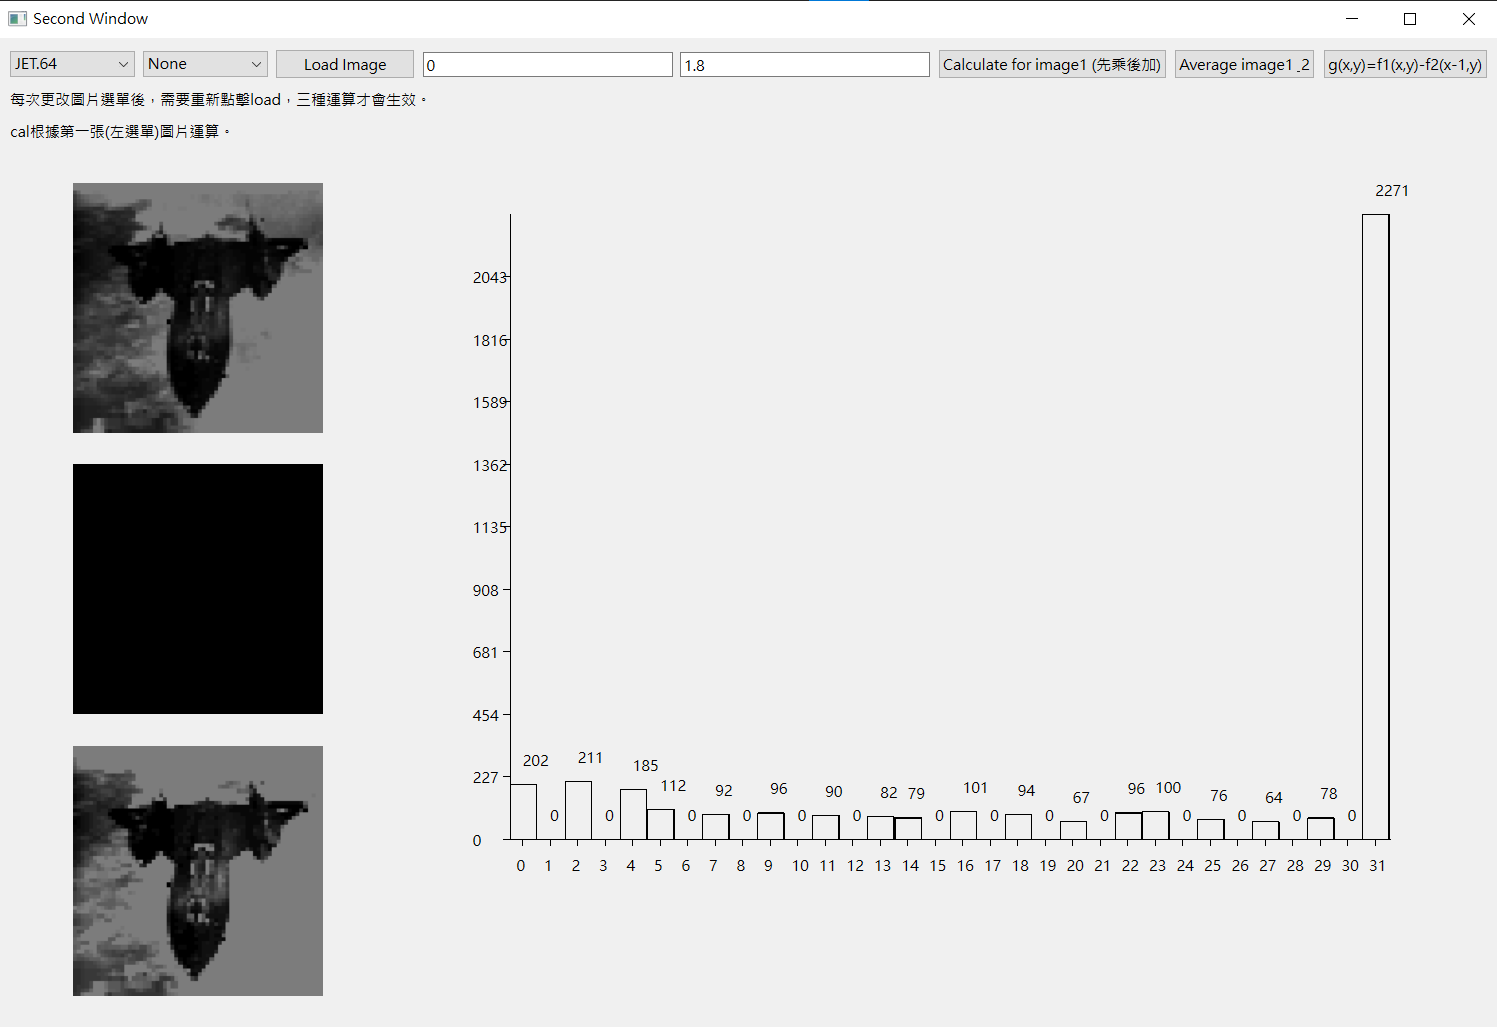 Second Window
JET.64 None Load Image 0 1.8 Calculate for image1 (先乘後加) Average image1_2 g(x,y)=f1(x,y)-f2(x-1,y)
每次更改圖片選單後，需要重新點擊load，三種運算才會生效。
cal根據第一張(左選單)圖片運算。
2271
2043
1816
1589
1362
1135
908
681
454
227
0
202 0 211 0 185 112 0 92 0 96 0 90 0 82 79 0 101 0 94 0 67 0 96 100 0 76 0 64 0 78 0
0 1 2 3 4 5 6 7 8 9 10 11 12 13 14 15 16 17 18 19 20 21 22 23 24 25 26 27 28 29 30 31